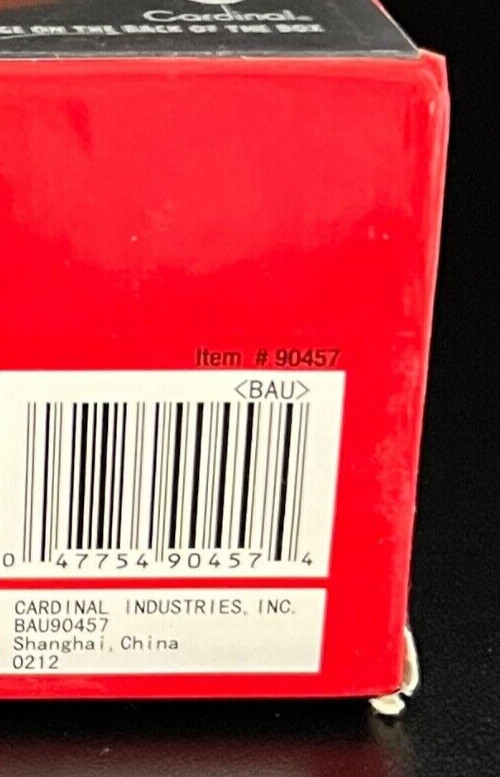 Cardinal®
GE ON THE BACK OF THE BOX
Item # 90457
<BAU>
0 47754 90457 4
CARDINAL INDUSTRIES, INC.
BAU90457
Shanghai, China
0212